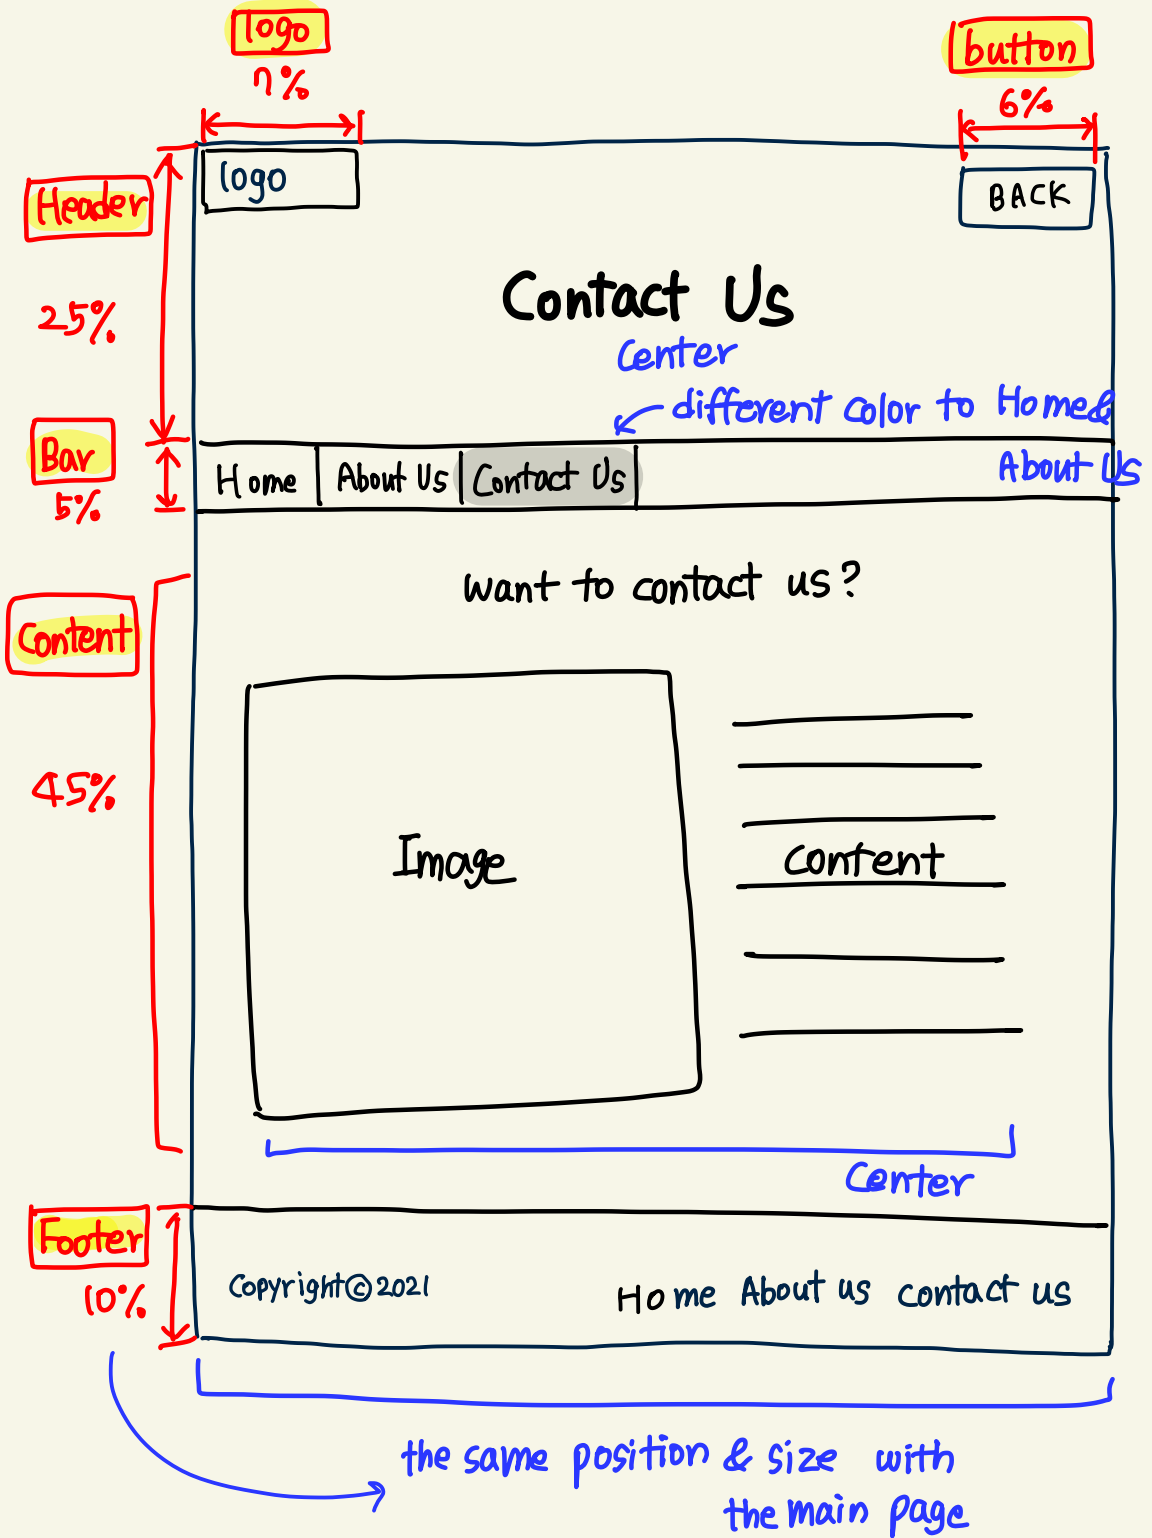 logo
7%
button
6%
logo
BACK
Header
25%
Contact Us
Center
different color to Home&
About Us
Bar
5%
Home
About Us
Contact Us
want to contact us?
Content
45%
Image
Content
Center
Footer
10%
Copyright©2021
Home About us contact us
the same position & size with
the main page